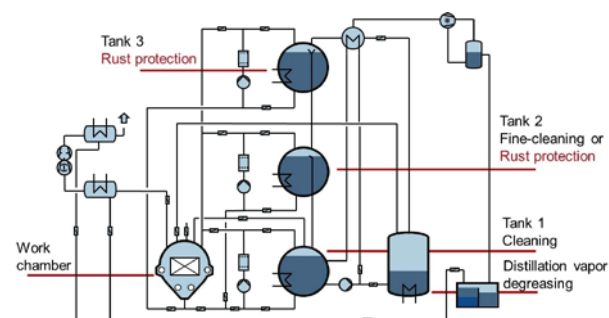 Tank 3
Rust protection
Tank 2
Fine-cleaning or
Rust protection
Tank 1
Cleaning
Work
chamber
Distillation vapor
degreasing